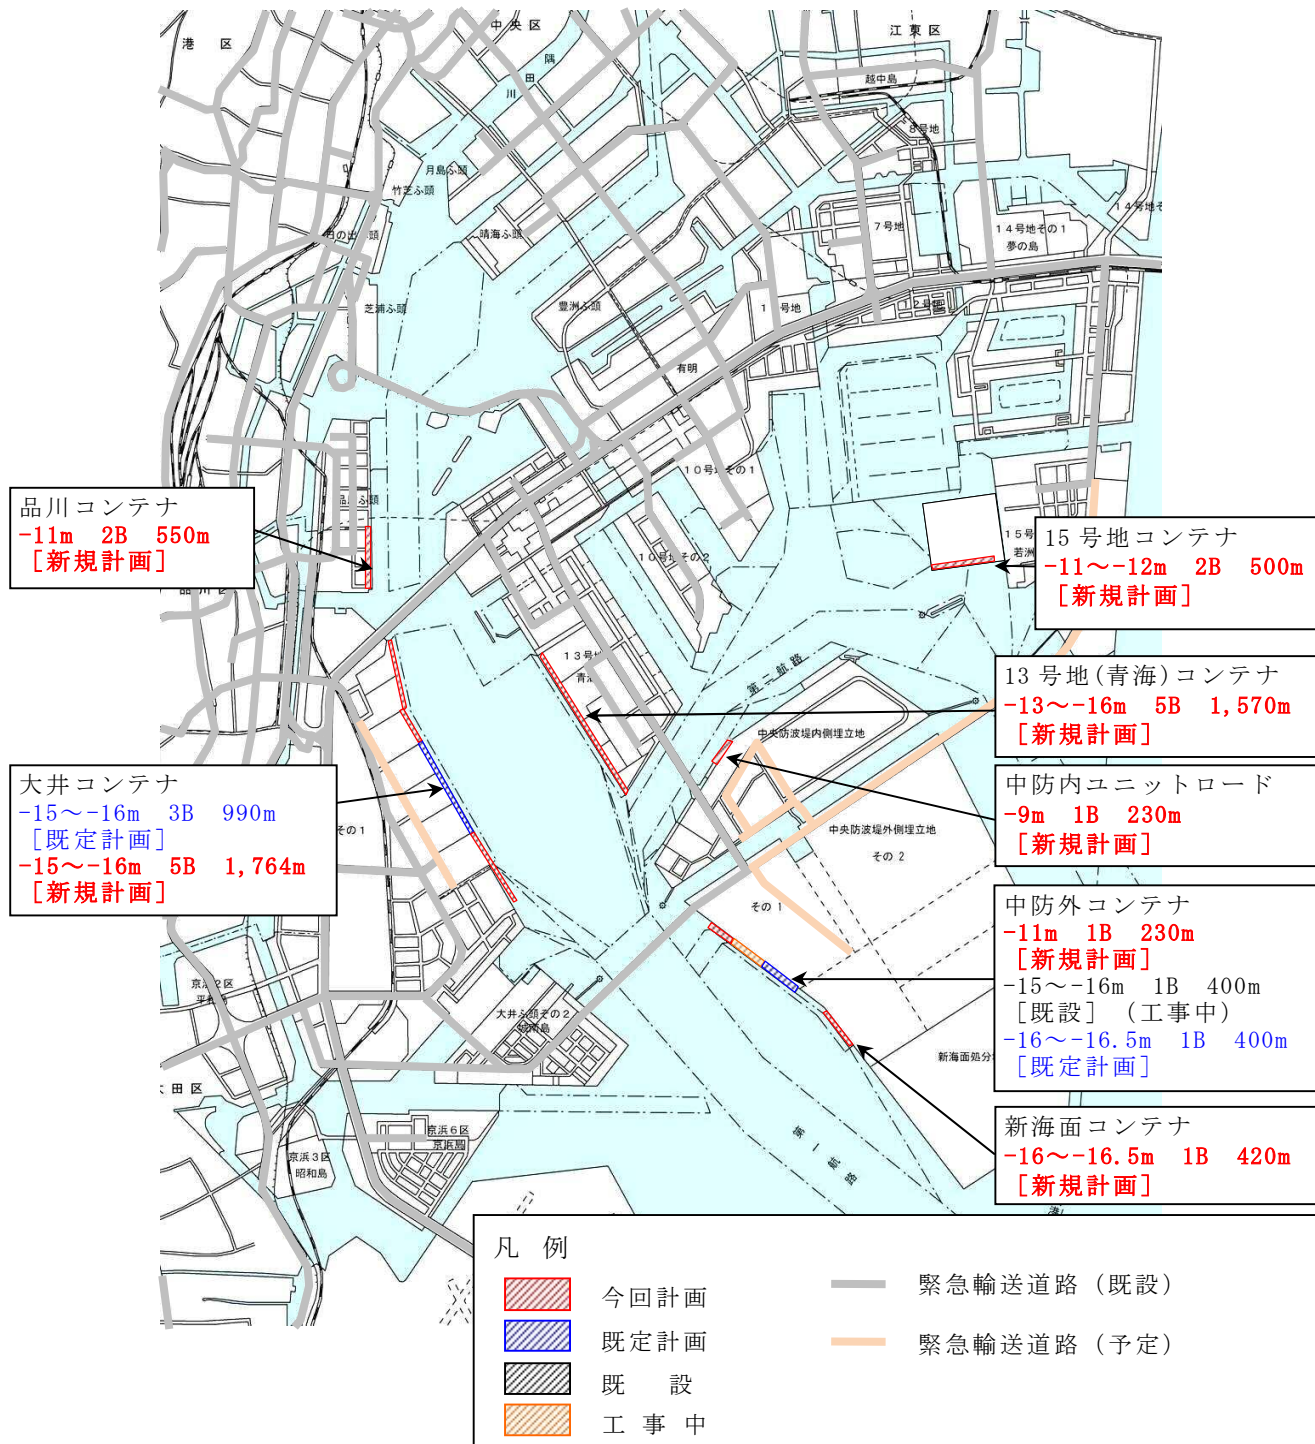 港 区
中央区
江東区
隅
田
川
越中島
8号地
月島ふ頭
竹芝ふ頭
晴海ふ頭
7号地
14号地その1
夢の島
芝浦ふ頭
豊洲ふ頭
有明
10号地その1
10号地その2
品川コンテナ
-11m 2B 550m
[新規計画]
15号地コンテナ
-11～-12m 2B 500m
[新規計画]
13号地(青海)コンテナ
-13～-16m 5B 1,570m
[新規計画]
第二航路
中央防波堤内側埋立地
中防内ユニットロード
-9m 1B 230m
[新規計画]
大井コンテナ
-15～-16m 3B 990m
[既定計画]
-15～-16m 5B 1,764m
[新規計画]
その1
中央防波堤外側埋立地
その2
その1
中防外コンテナ
-11m 1B 230m
[新規計画]
-15～-16m 1B 400m
[既設](工事中)
-16～-16.5m 1B 400m
[既定計画]
大井ふ頭その2
城南島
新海面コンテナ
-16～-16.5m 1B 420m
[新規計画]
京浜6区
京浜島
京浜3区
昭和島
第一航路
凡 例
今回計画
既定計画
既 設
工 事 中
緊急輸送道路(既設)
緊急輸送道路(予定)